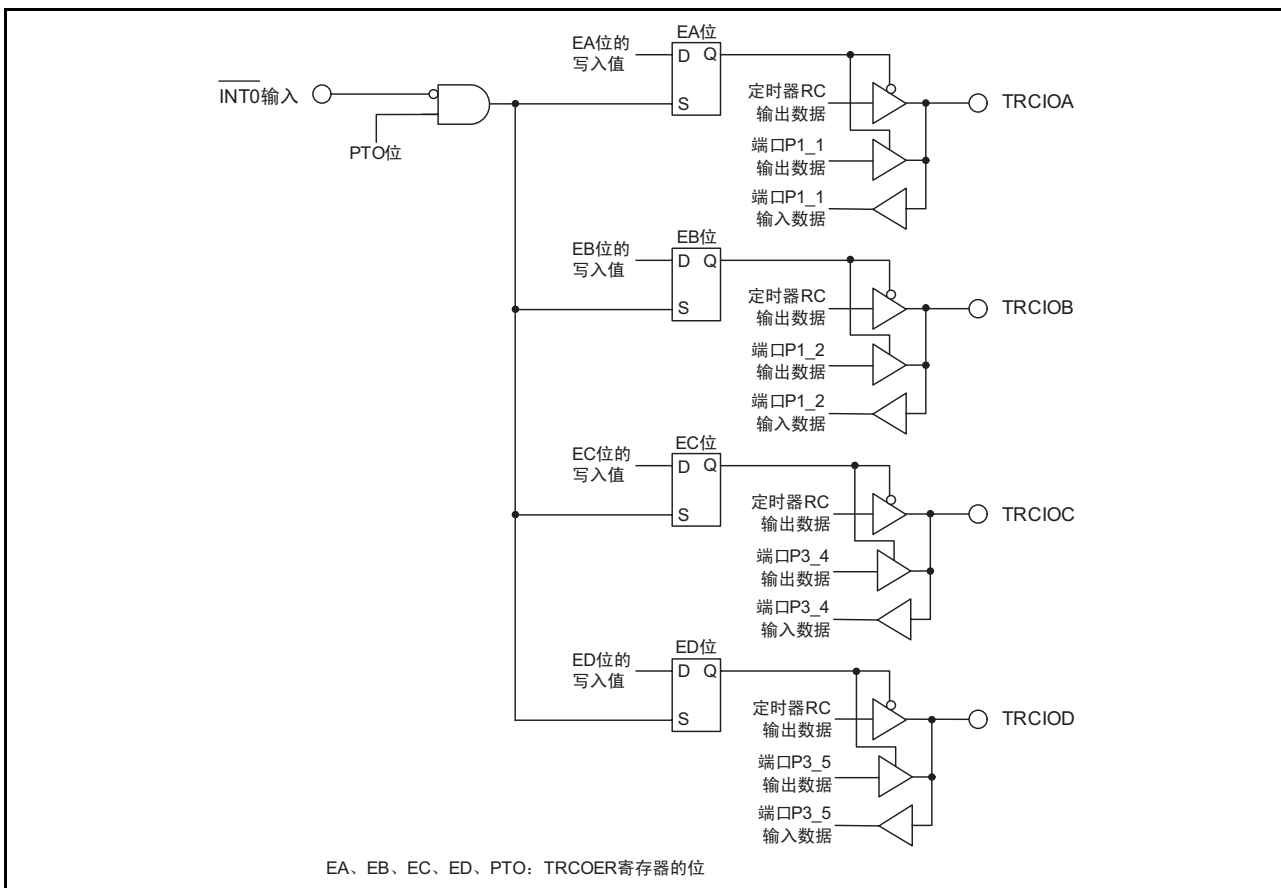 EA位的
写入值
EA位
D Q
S
INT0输入
PTO位
定时器RC
输出数据
TRCIOA
端口P1_1
输出数据
端口P1_1
输入数据
EB位的
写入值
EB位
D Q
S
定时器RC
输出数据
TRCIOB
端口P1_2
输出数据
端口P1_2
输入数据
EC位的
写入值
EC位
D Q
S
定时器RC
输出数据
TRCIOC
端口P3_4
输出数据
端口P3_4
输入数据
ED位的
写入值
ED位
D Q
S
定时器RC
输出数据
TRCIOD
端口P3_5
输出数据
端口P3_5
输入数据
EA、EB、EC、ED、PTO：TRCOER寄存器的位